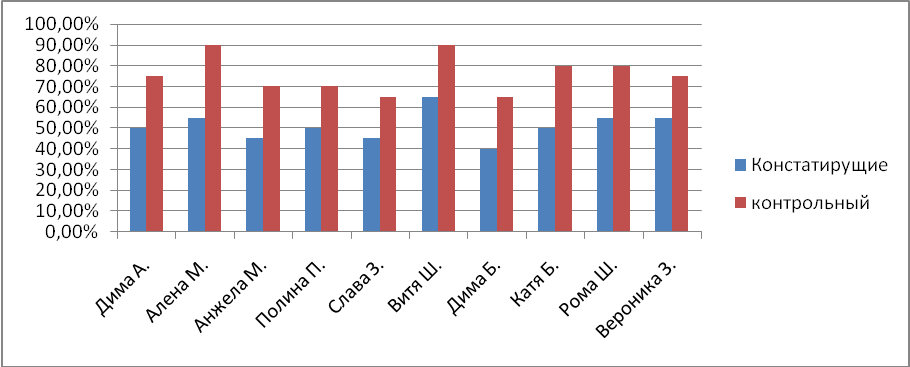 100,00%
90,00%
80,00%
70,00%
60,00%
50,00%
40,00%
30,00%
20,00%
10,00%
0,00%
Дима А.
Алена М.
Анжела М.
Полина П.
Слава З.
Витя Ш.
Дима Б.
Катя Б.
Рома Ш.
Вероника З.
Констатирущие
контрольный